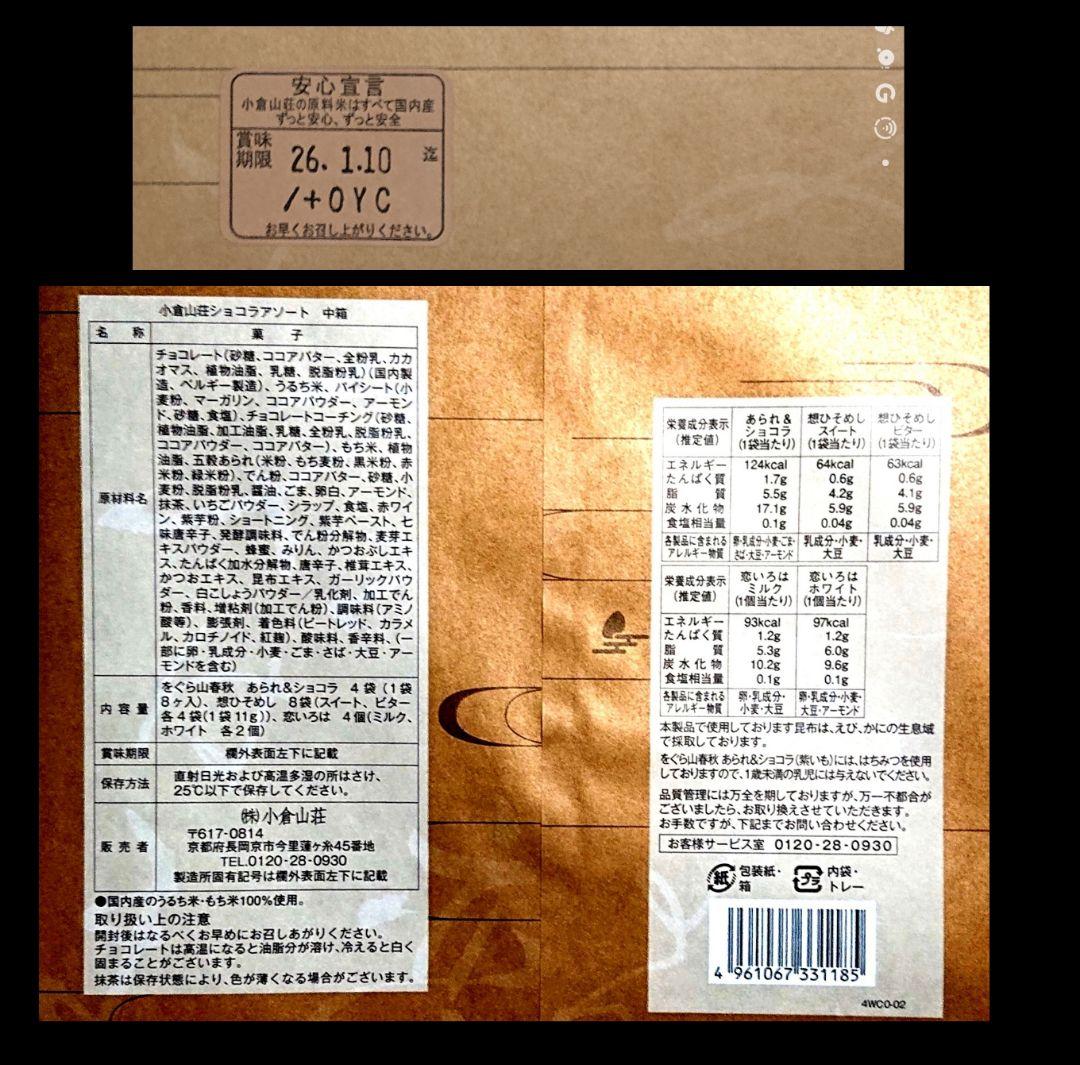 安心宣言
小倉山荘の原料米はすべて国内産
ずっと安心、ずっと安全
賞味期限 26. 1.10 迄
/+OYC
お早くお召し上がりください。
小倉山荘ショコラアソート 中箱
名 称 菓 子
原材料名
チョコレート(砂糖、ココアバター、全粉乳、カカ
オマス、植物油脂、乳糖、脱脂粉乳)(国内製
造、ベルギー製造)、うるち米、パイシート(小
麦粉、マーガリン、ココアパウダー、アーモン
ド、砂糖、食塩)、チョコレートコーチング(砂糖、
植物油脂、加工油脂、乳糖、全粉乳、脱脂粉乳、
ココアパウダー、ココアバター)、もち米、植物
油脂、五穀あられ(米粉、もち麦粉、黒米粉、赤
米粉、緑米粉)、でん粉、ココアバター、砂糖、小
麦粉、脱脂粉乳、醤油、ごま、卵白、アーモンド、
抹茶、いちごパウダー、シラップ、食塩、赤ワイ
ン、紫芋粉、ショートニング、紫芋ペースト、七
味唐辛子、発酵調味料、でん粉分解物、麦芽エ
キスパウダー、蜂蜜、みりん、かつおぶしエキ
ス、たんぱく加水分解物、唐辛子、椎茸エキス、
かつおエキス、昆布エキス、ガーリックパウ
ダー、白こしょうパウダー/乳化剤、加工でん
粉、香料、増粘剤(加工でん粉)、調味料(アミノ
酸等)、膨張剤、着色料(ビートレッド、カラメ
ル、カロチノイド、紅麹)、酸味料、香辛料、(一
部に卵・乳成分・小麦・ごま・さば・大豆・アー
モンドを含む)
内容量
をぐら山春秋 あられ&ショコラ 4袋(1袋
8ヶ入)、想ひそめし 8袋(スイート、ビター
各4袋(1袋11g))、恋いろは 4個(ミルク、
ホワイト 各2個)
賞味期限 欄外表面左下に記載
保存方法
直射日光および高温多湿の所はさけ、
25℃以下で保存してください。
販売者
㈱小倉山荘
〒617-0814
京都府長岡京市今里蓮ヶ糸45番地
TEL.0120-28-0930
製造所固有記号は欄外表面左下に記載
●国内産のうるち米・もち米100%使用。
取り扱い上の注意
開封後はなるべくお早めにお召しあがりください。
チョコレートは高温になると油脂分が溶け、冷えると白く
固まることがございます。
抹茶は保存状態により、色が薄くなる場合がございます。
栄養成分表示(推定値) あられ&ショコラ(1袋当たり) 想ひそめしスイート(1袋当たり) 想ひそめしビター(1袋当たり)
エネルギー 124kcal 64kcal 63kcal
たんぱく質 1.7g 0.6g 0.6g
脂 質 5.5g 4.2g 4.1g
炭水化物 17.1g 5.9g 5.9g
食塩相当量 0.1g 0.04g 0.04g
各製品に含まれるアレルギー物質 卵・乳成分・小麦・ごま・さば・大豆・アーモンド 乳成分・小麦・大豆 乳成分・小麦・大豆
栄養成分表示(推定値) 恋いろはミルク(1個当たり) 恋いろはホワイト(1個当たり)
エネルギー 93kcal 97kcal
たんぱく質 1.2g 1.2g
脂 質 5.3g 6.0g
炭水化物 10.2g 9.6g
食塩相当量 0.1g 0.1g
各製品に含まれるアレルギー物質 卵・乳成分・小麦・大豆 卵・乳成分・小麦・大豆・アーモンド
本製品で使用しております昆布は、えび、かにの生息域
で採取しております。
をぐら山春秋 あられ&ショコラ(紫いも)には、はちみつを使用
しておりますので、1歳未満の乳児には与えないでください。
品質管理には万全を期しておりますが、万一不都合が
ございましたら、お取り換えさせていただきます。
お手数ですが、下記までお問い合わせください。
お客様サービス室 0120-28-0930
紙 包装紙・箱 プラ 内袋・トレー
4 961067 331185
4WC0-02